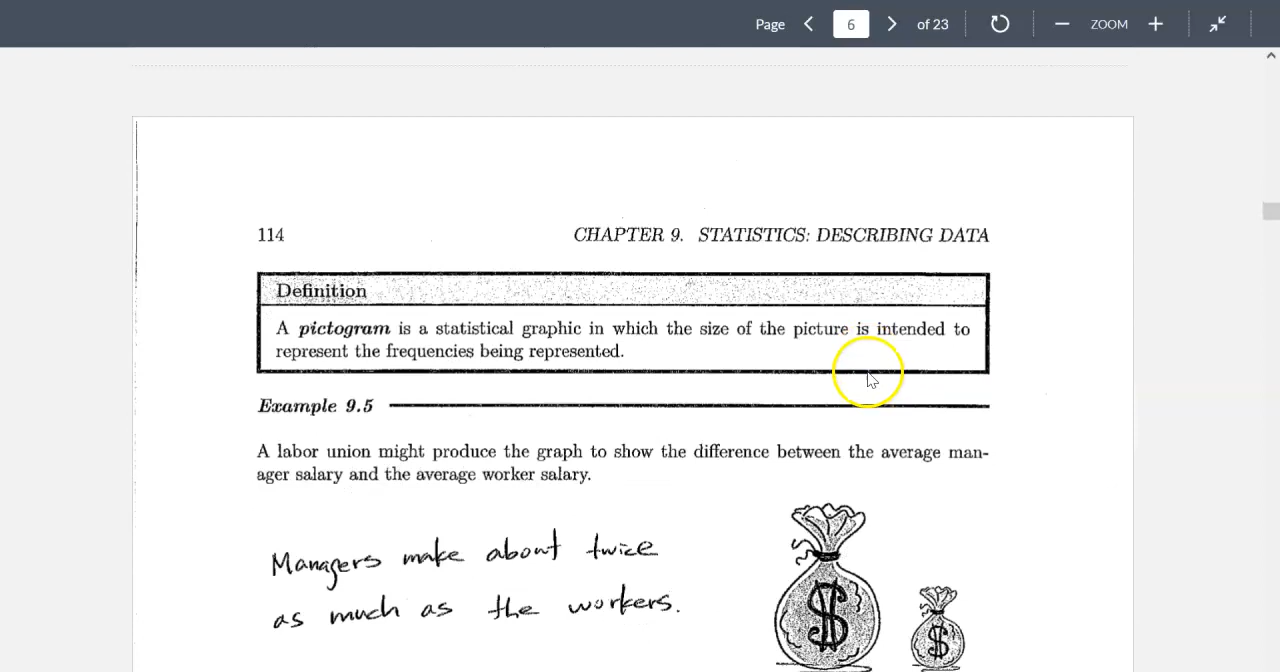 Page 6 of 23 ZOOM
114 CHAPTER 9. STATISTICS: DESCRIBING DATA
Definition
A pictogram is a statistical graphic in which the size of the picture is intended to
represent the frequencies being represented.
Example 9.5
A labor union might produce the graph to show the difference between the average man-
ager salary and the average worker salary.
Managers make about twice
as much as the workers.
$ $